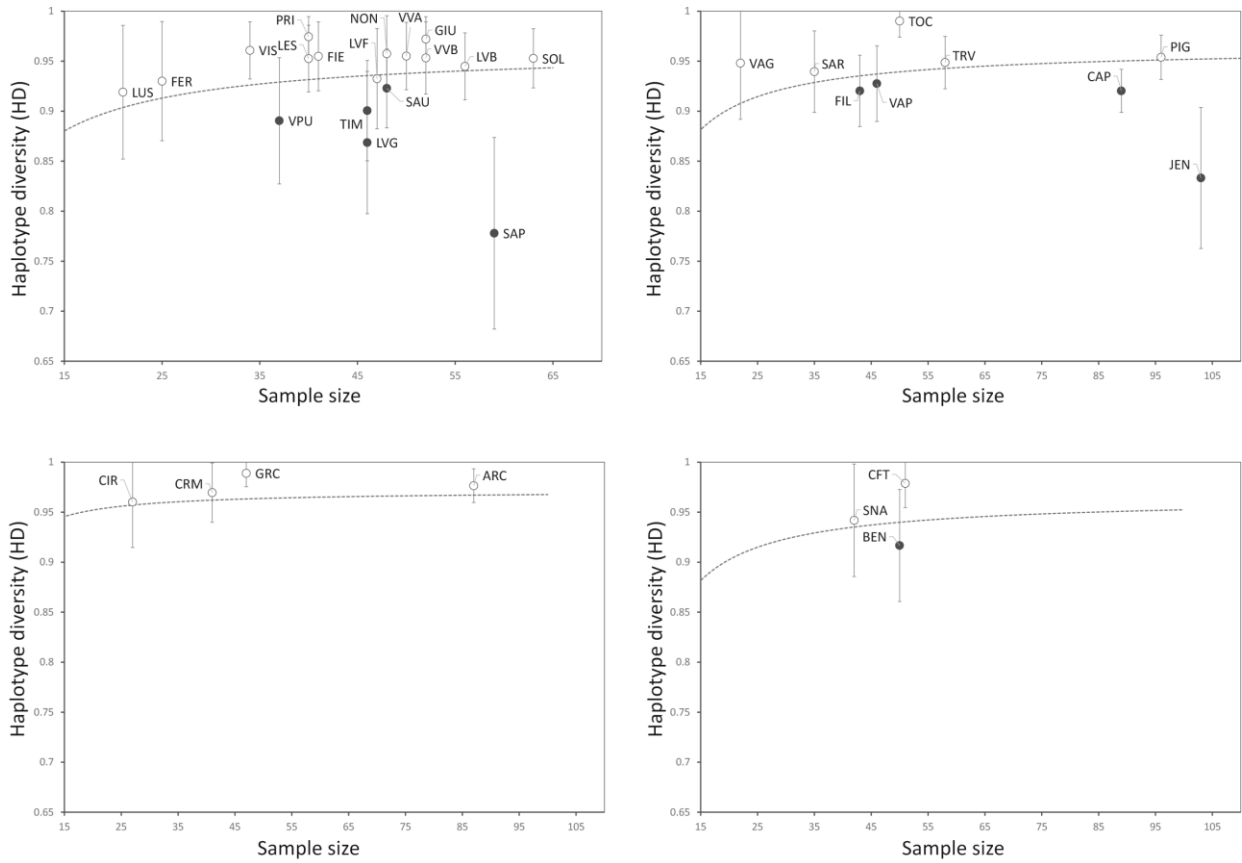 1
0.95
0.9
0.85
0.8
0.75
0.7
0.65
Haplotype diversity (HD)
PRI
NON
VVA
GIU
VIS
LES
FIE
LVF
VVB
LVB
SOL
LUS
FER
VPU
TIM
SAU
LVG
SAP
15 25 35 45 55 65
Sample size
1
0.95
0.9
0.85
0.8
0.75
0.7
0.65
Haplotype diversity (HD)
TOC
VAG
SAR
TRV
PIG
FIL
VAP
CAP
JEN
15 25 35 45 55 65 75 85 95 105
Sample size
1
0.95
0.9
0.85
0.8
0.75
0.7
0.65
Haplotype diversity (HD)
CIR
CRM
GRC
ARC
15 25 35 45 55 65 75 85 95 105
Sample size
1
0.95
0.9
0.85
0.8
0.75
0.7
0.65
Haplotype diversity (HD)
CFT
SNA
BEN
15 25 35 45 55 65 75 85 95 105
Sample size